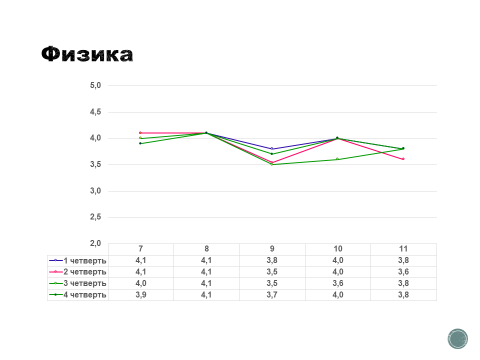 Физика
5,0
4,5
4,0
3,5
3,0
2,5
2,0
7 8 9 10 11
1 четверть 4,1 4,1 3,8 4,0 3,8
2 четверть 4,1 4,1 3,5 4,0 3,6
3 четверть 4,0 4,1 3,5 3,6 3,8
4 четверть 3,9 4,1 3,7 4,0 3,8